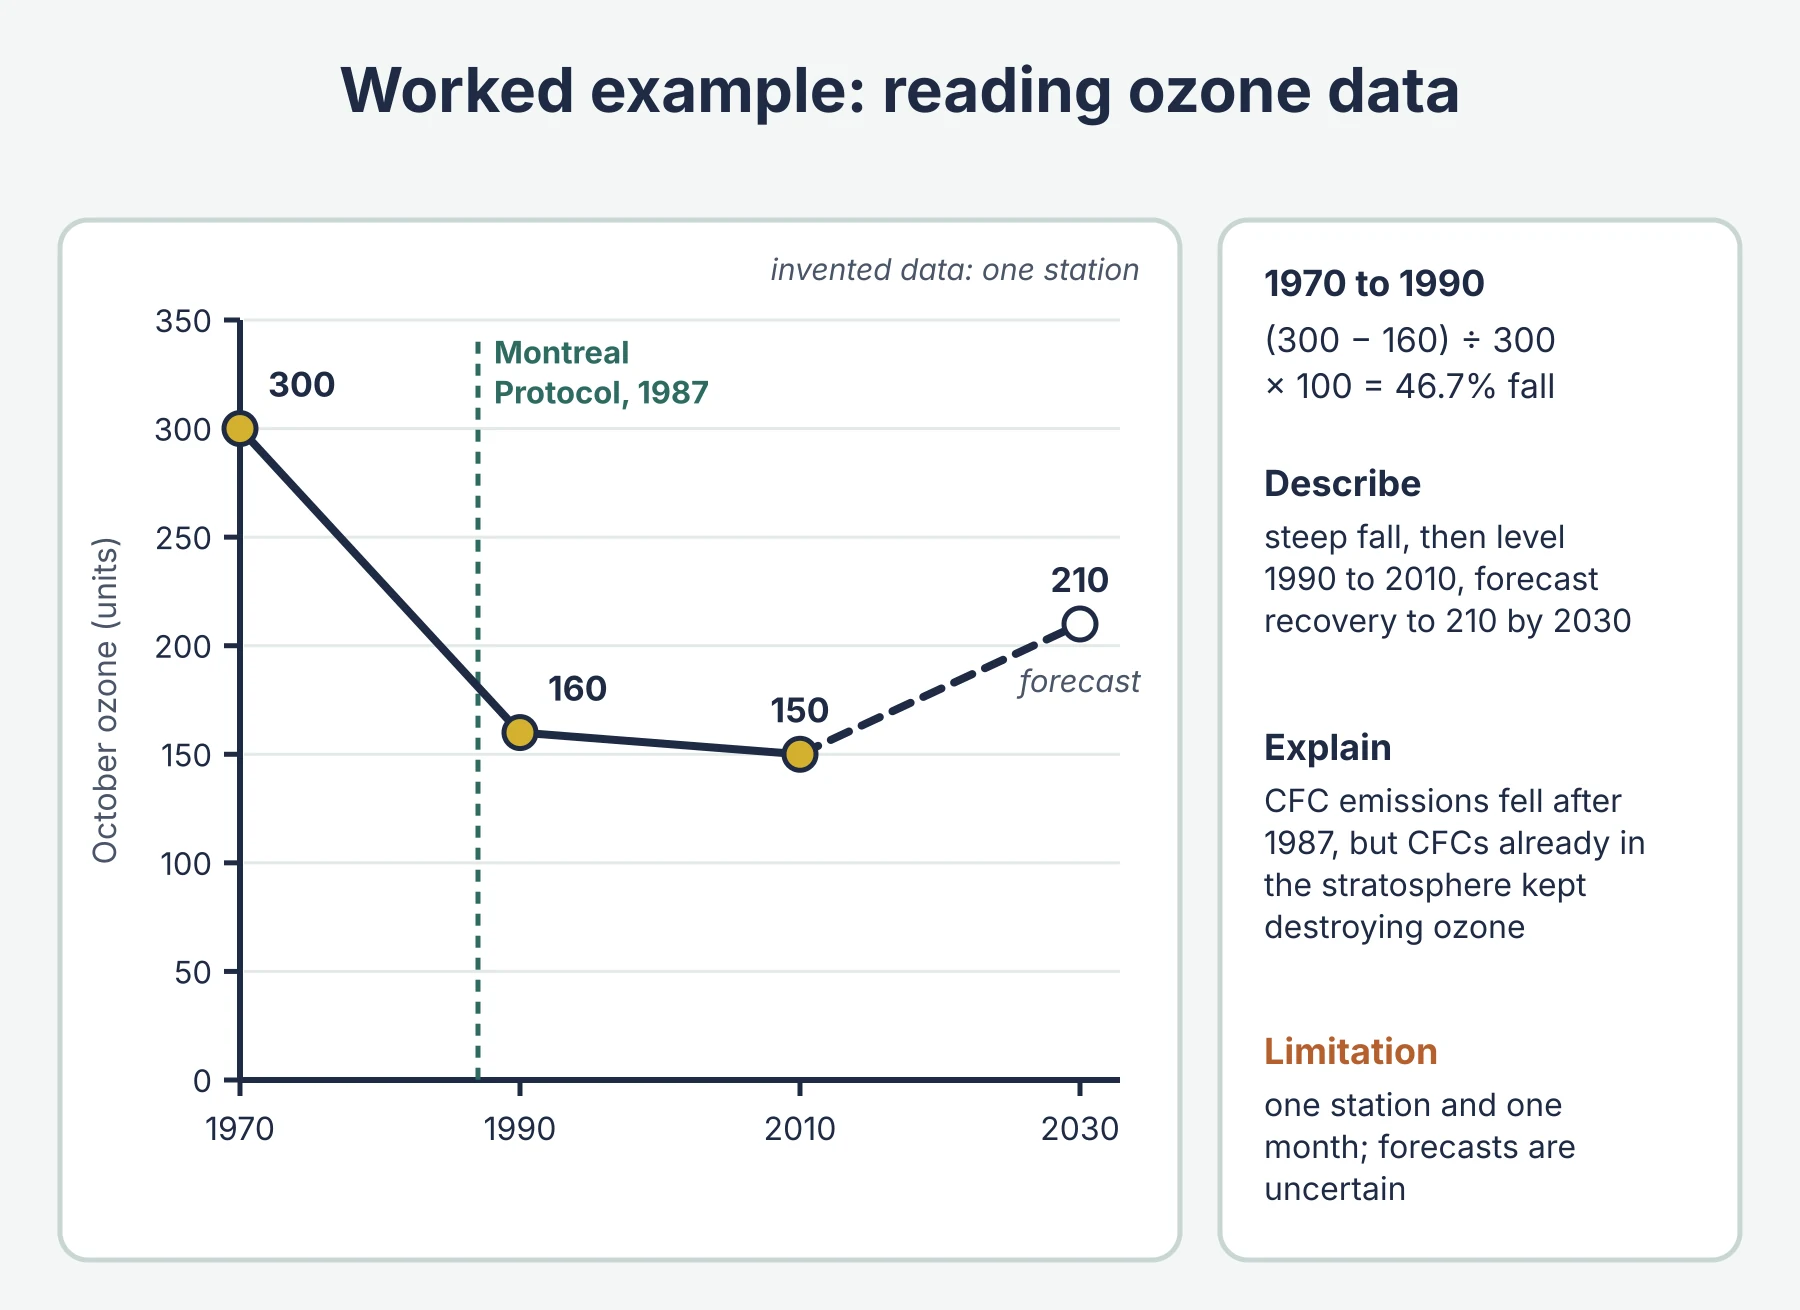 Worked example: reading ozone data
invented data: one station
350
300
250
200
150
100
50
0
October ozone (units)
300
Montreal
Protocol, 1987
160
150
210
forecast
1970
1990
2010
2030
1970 to 1990
(300 − 160) ÷ 300
× 100 = 46.7% fall
Describe
steep fall, then level
1990 to 2010, forecast
recovery to 210 by 2030
Explain
CFC emissions fell after
1987, but CFCs already in
the stratosphere kept
destroying ozone
Limitation
one station and one
month; forecasts are
uncertain